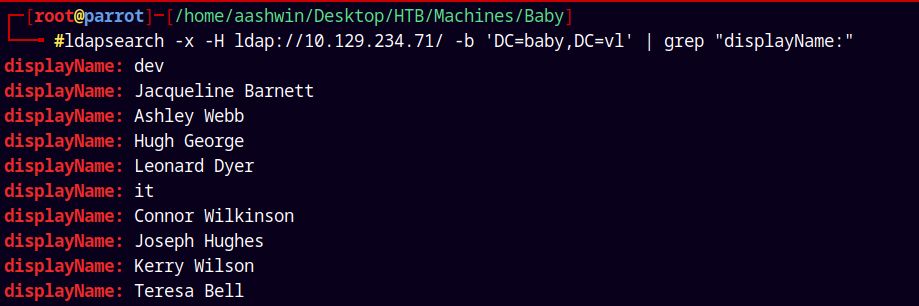 ┌─[root@parrot]─[/home/aashwin/Desktop/HTB/Machines/Baby]
└──╼ #ldapsearch -x -H ldap://10.129.234.71/ -b 'DC=baby,DC=vl' | grep "displayName:"
displayName: dev
displayName: Jacqueline Barnett
displayName: Ashley Webb
displayName: Hugh George
displayName: Leonard Dyer
displayName: it
displayName: Connor Wilkinson
displayName: Joseph Hughes
displayName: Kerry Wilson
displayName: Teresa Bell